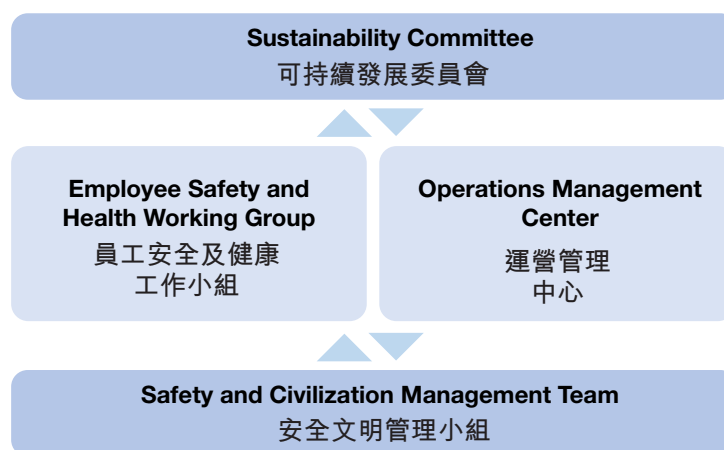 Sustainability Committee
可持續發展委員會
Employee Safety and
Health Working Group
員工安全及健康
工作小組
Operations Management
Center
運營管理
中心
Safety and Civilization Management Team
安全文明管理小組